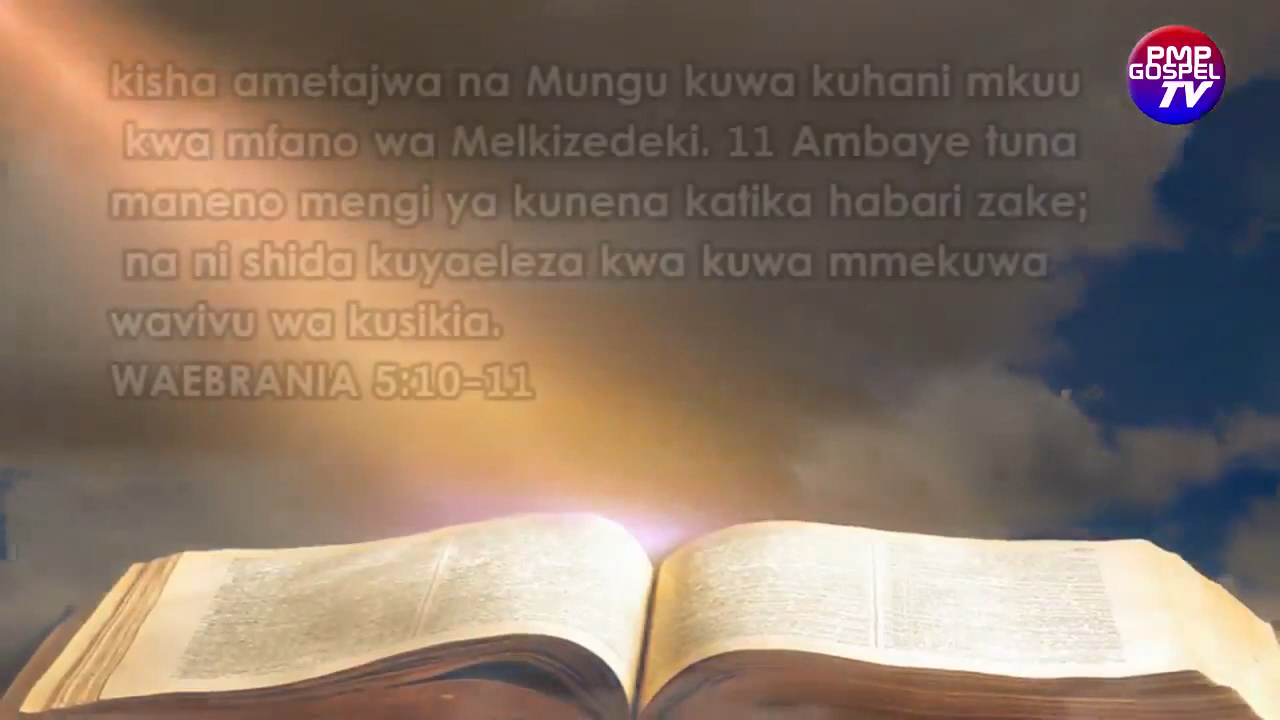 kisha ametajwa na Mungu kuwa kuhani mkuu
kwa mfano wa Melkizedeki. 11 Ambaye tuna
maneno mengi ya kunena katika habari zake;
na ni shida kuyaeleza kwa kuwa mmekuwa
wavivu wa kusikia.
WAEBRANIA 5:10–11
PMP
GOSPEL
TV